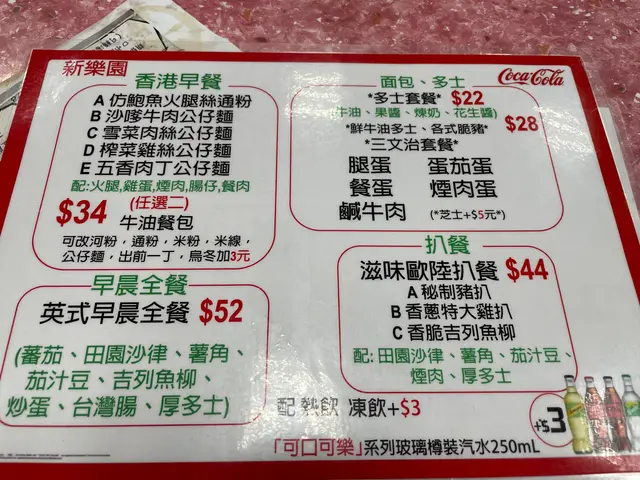 新樂園
Coca-Cola
香港早餐
A 仿鮑魚火腿絲通粉
B 沙嗲牛肉公仔麵
C 雪菜肉絲公仔麵
D 榨菜雞絲公仔麵
E 五香肉丁公仔麵
配:火腿,雞蛋,煙肉,腸仔,餐肉
$34 (任選二)
牛油餐包
可改河粉，通粉，米粉，米線，
公仔麵，出前一丁，烏冬加3元
早晨全餐
英式早晨全餐 $52
(蕃茄、田園沙律、薯角、
茄汁豆、吉列魚柳、
炒蛋、台灣腸、厚多士)
面包、多士
*多士套餐* $22
(牛油、果醬、煉奶、花生醬)
*鮮牛油多士、各式脆豬* $28
*三文治套餐*
腿蛋 蛋茄蛋
餐蛋 煙肉蛋
鹹牛肉 (*芝士+$5元*)
扒餐
滋味歐陸扒餐 $44
A 秘制豬扒
B 香蔥特大雞扒
C 香脆吉列魚柳
配: 田園沙律、薯角、茄汁豆、
煙肉、厚多士
配 熱飲 凍飲+$3
+$3
「可口可樂」系列玻璃樽裝汽水250mL